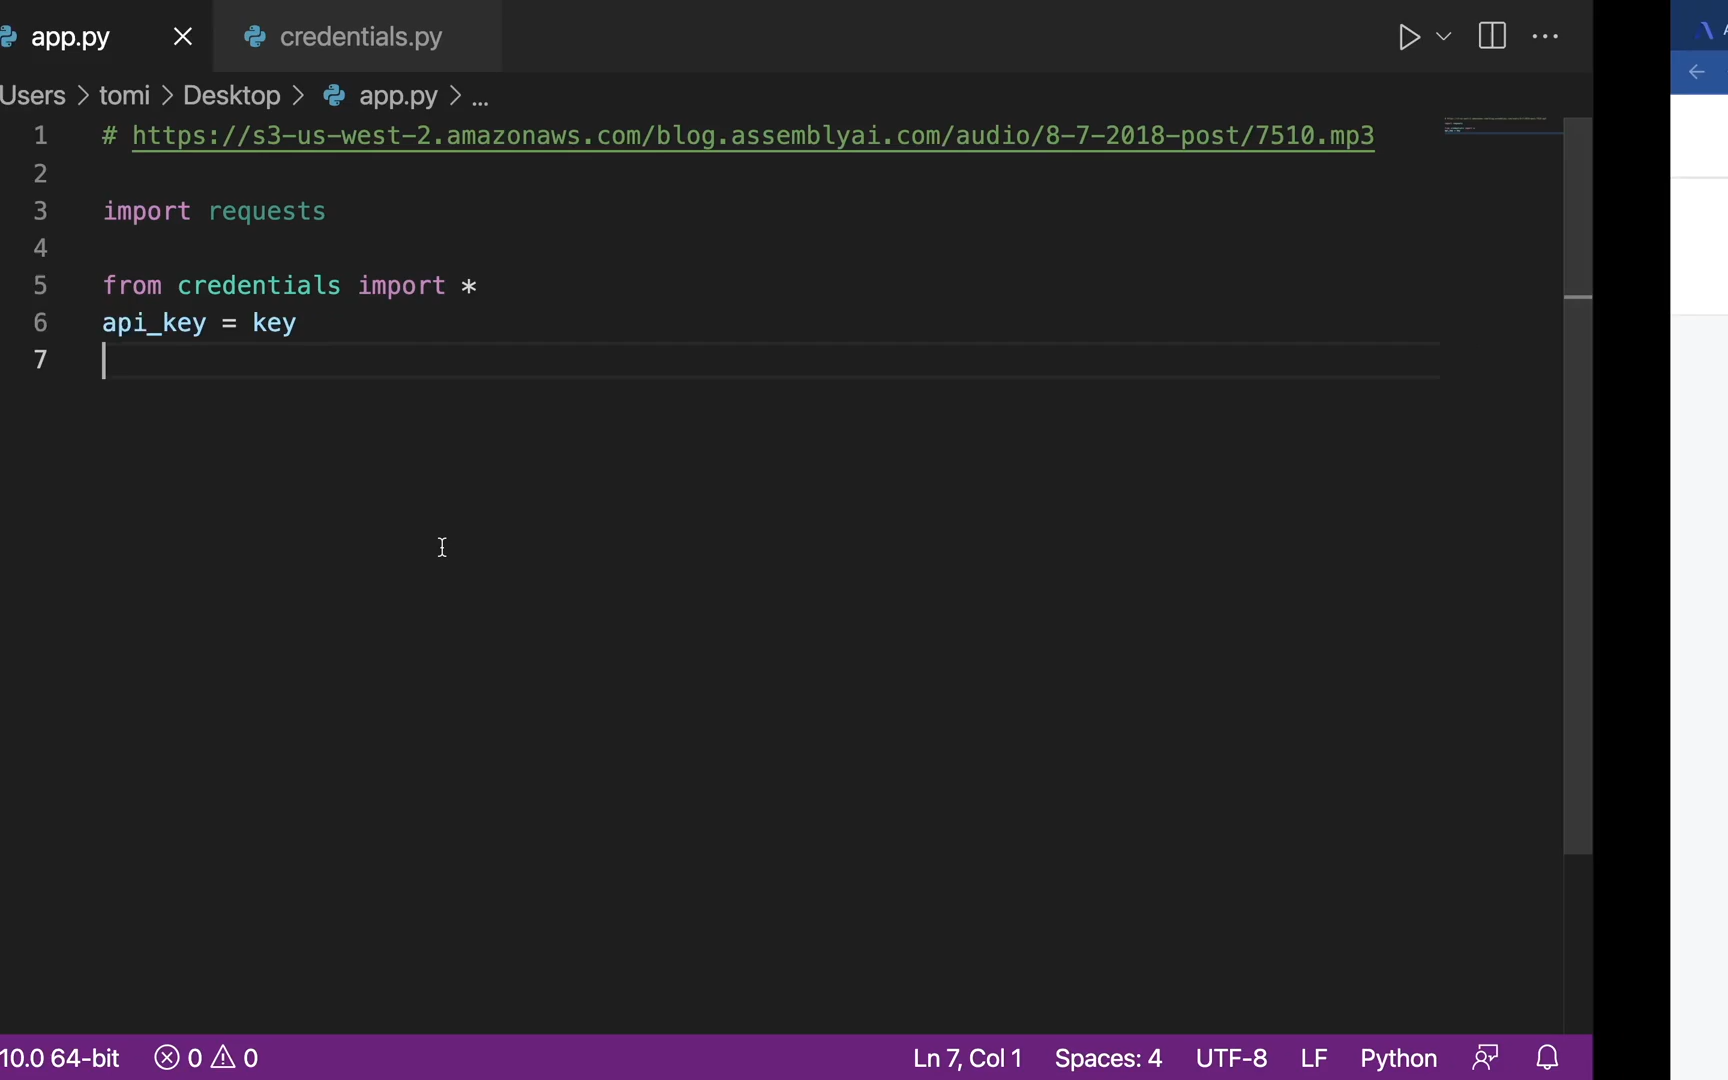 app.py
credentials.py
Users > tomi > Desktop > app.py > ...
1 # https://s3-us-west-2.amazonaws.com/blog.assemblyai.com/audio/8-7-2018-post/7510.mp3
2
3 import requests
4
5 from credentials import *
6 api_key = key
7
10.0 64-bit 0 0 Ln 7, Col 1 Spaces: 4 UTF-8 LF Python